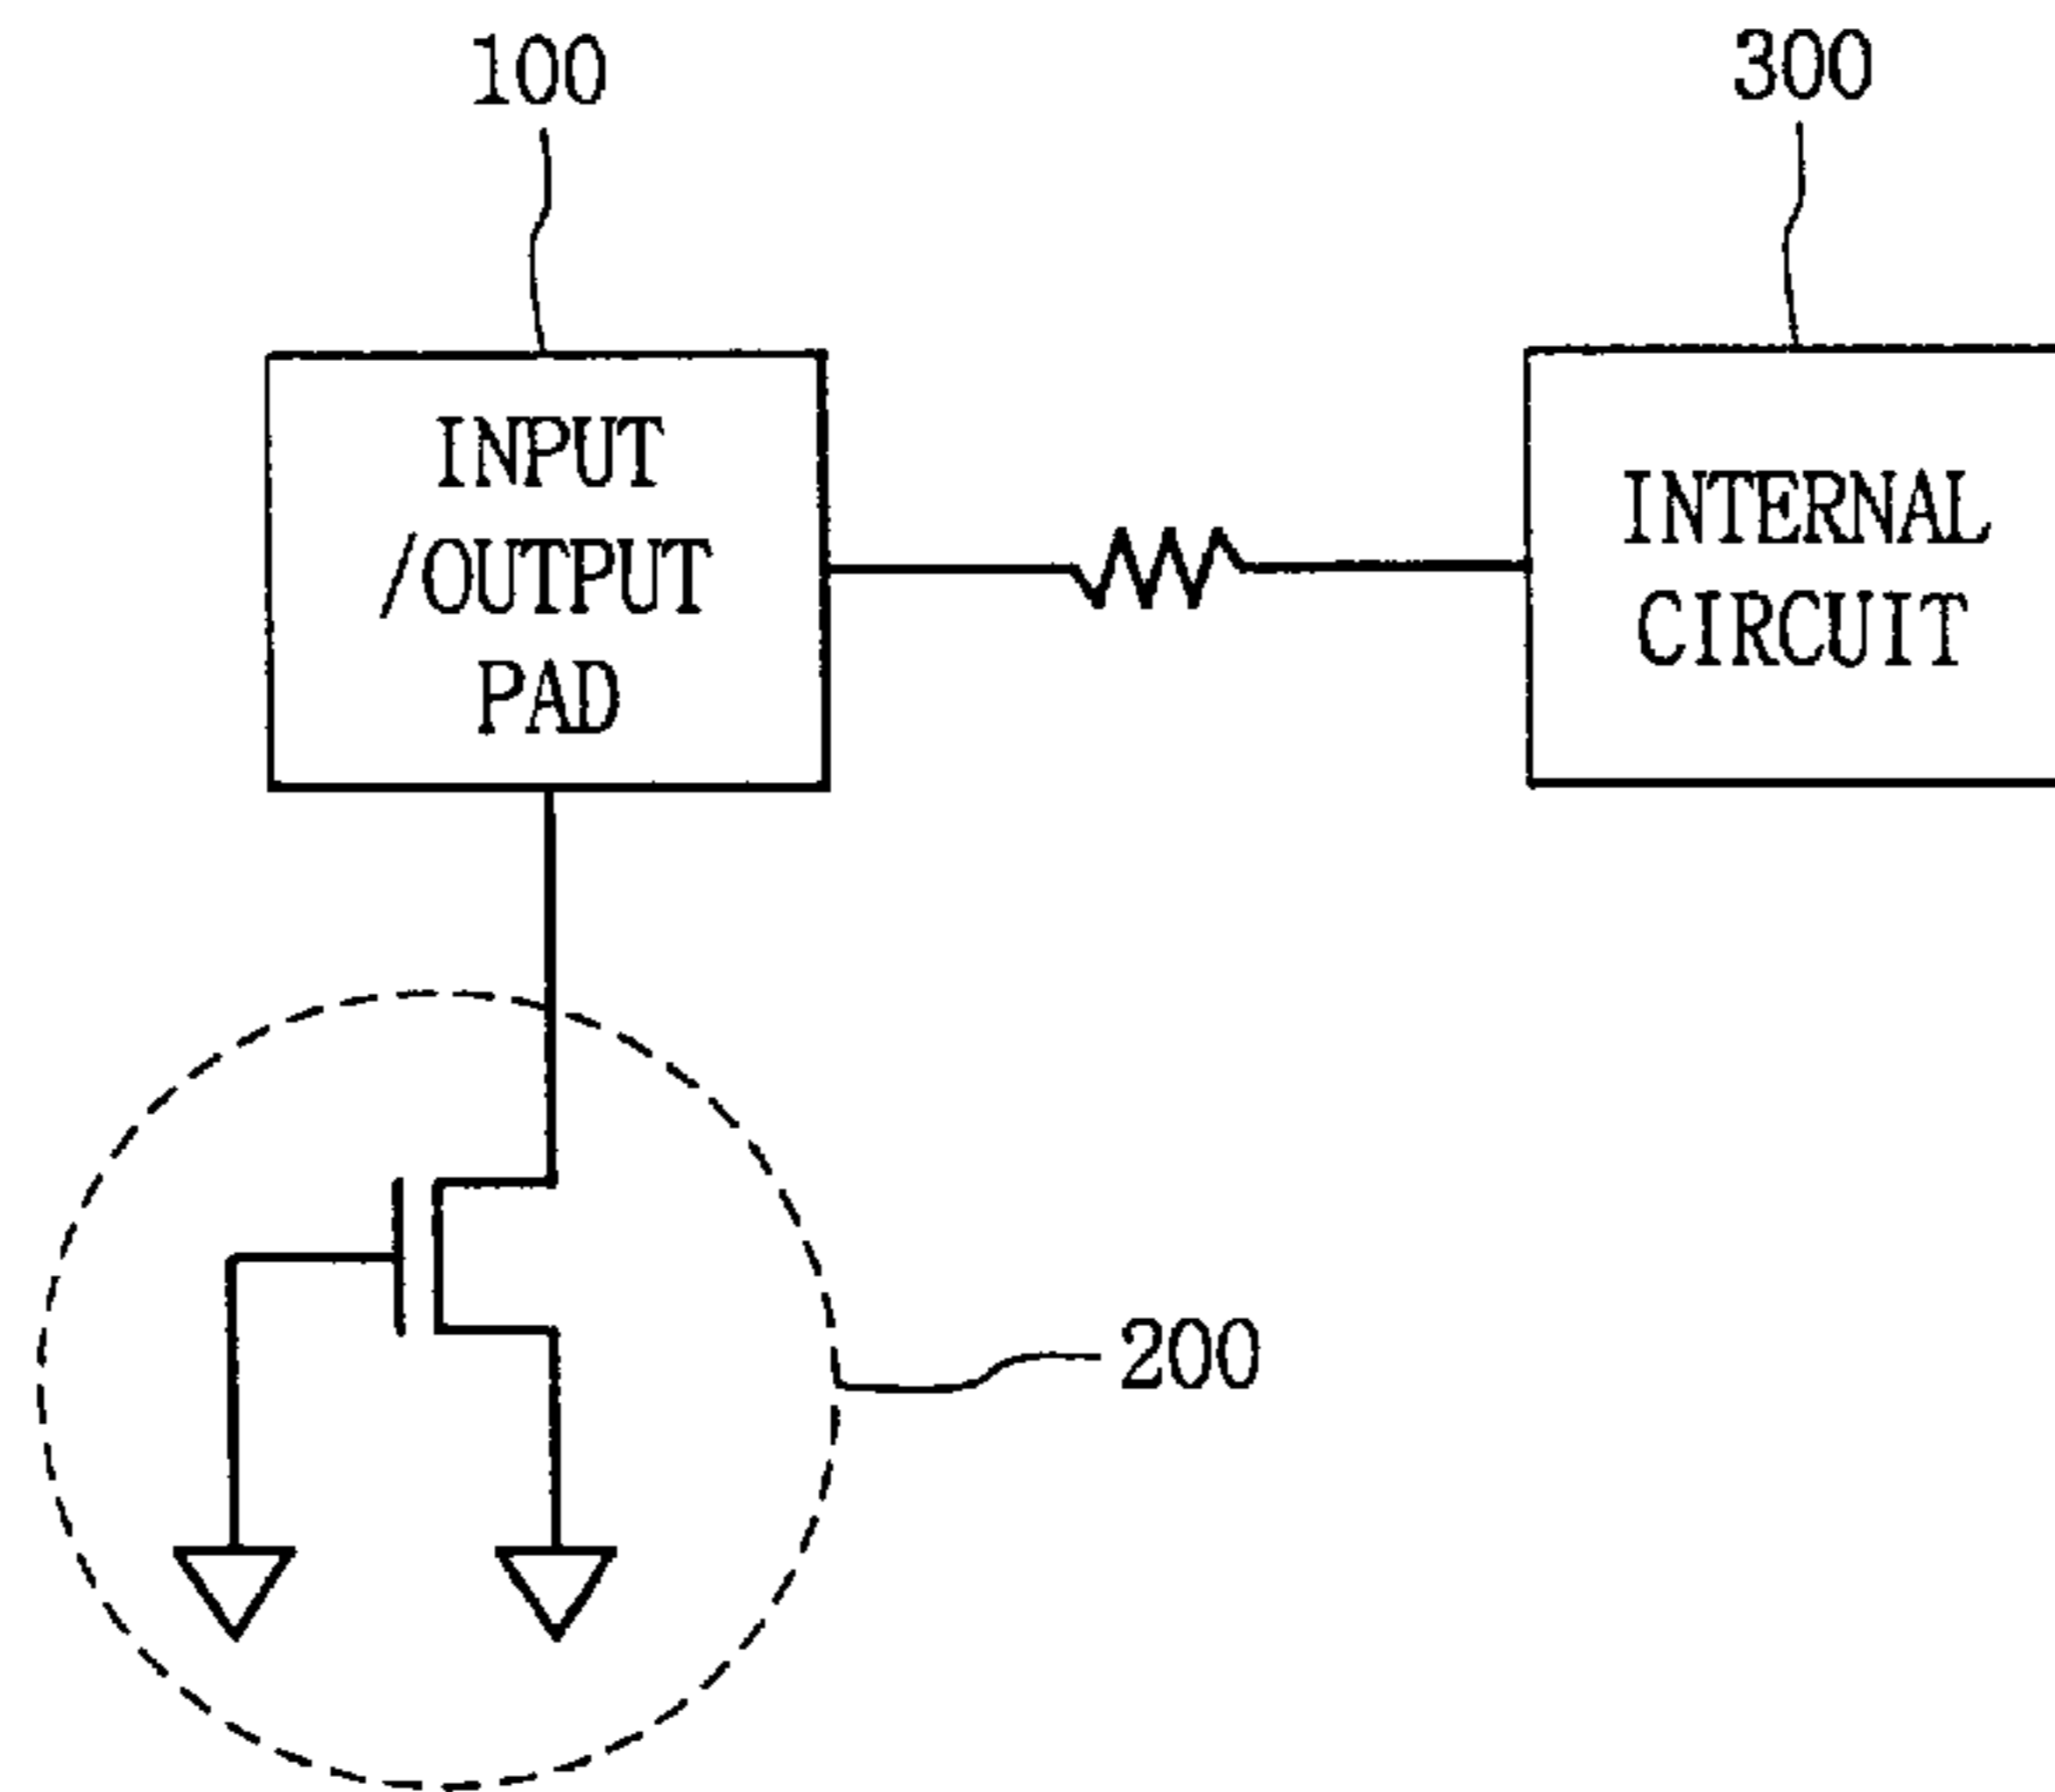 100
300
INPUT
/OUTPUT
PAD
INTERNAL
CIRCUIT
200